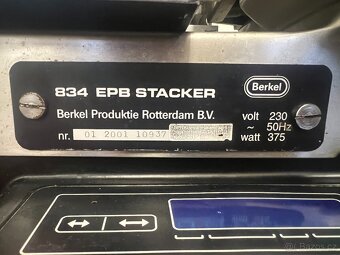 834 EPB STACKER
Berkel
Berkel Produktie Rotterdam B.V.
volt 230
~ 50Hz
nr. 01 2001 10937
watt 375